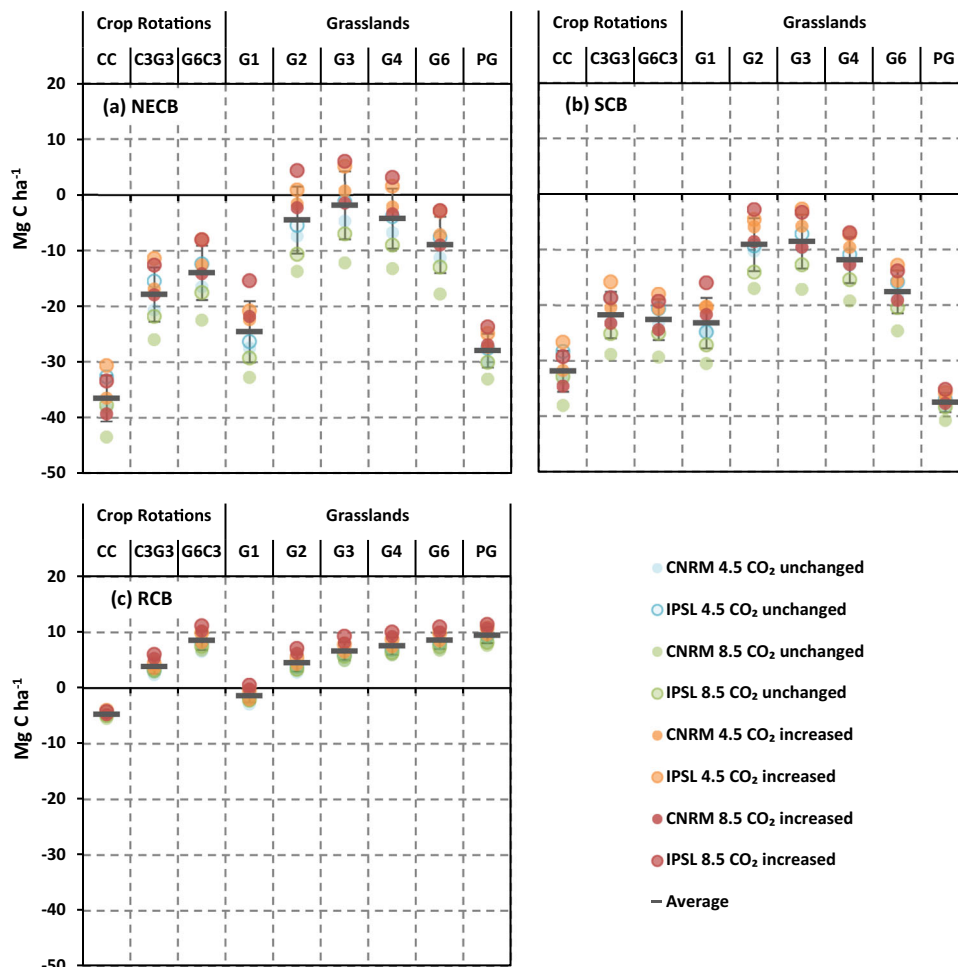 Crop Rotations Grasslands
CC C3G3 G6C3 G1 G2 G3 G4 G6 PG
(a) NECB
Mg C ha⁻¹
20
10
0
-10
-20
-30
-40
-50
Crop Rotations Grasslands
CC C3G3 G6C3 G1 G2 G3 G4 G6 PG
(b) SCB
Crop Rotations Grasslands
CC C3G3 G6C3 G1 G2 G3 G4 G6 PG
(c) RCB
Mg C ha⁻¹
20
10
0
-10
-20
-30
-40
-50
CNRM 4.5 CO₂ unchanged
IPSL 4.5 CO₂ unchanged
CNRM 8.5 CO₂ unchanged
IPSL 8.5 CO₂ unchanged
CNRM 4.5 CO₂ increased
IPSL 4.5 CO₂ increased
CNRM 8.5 CO₂ increased
IPSL 8.5 CO₂ increased
Average